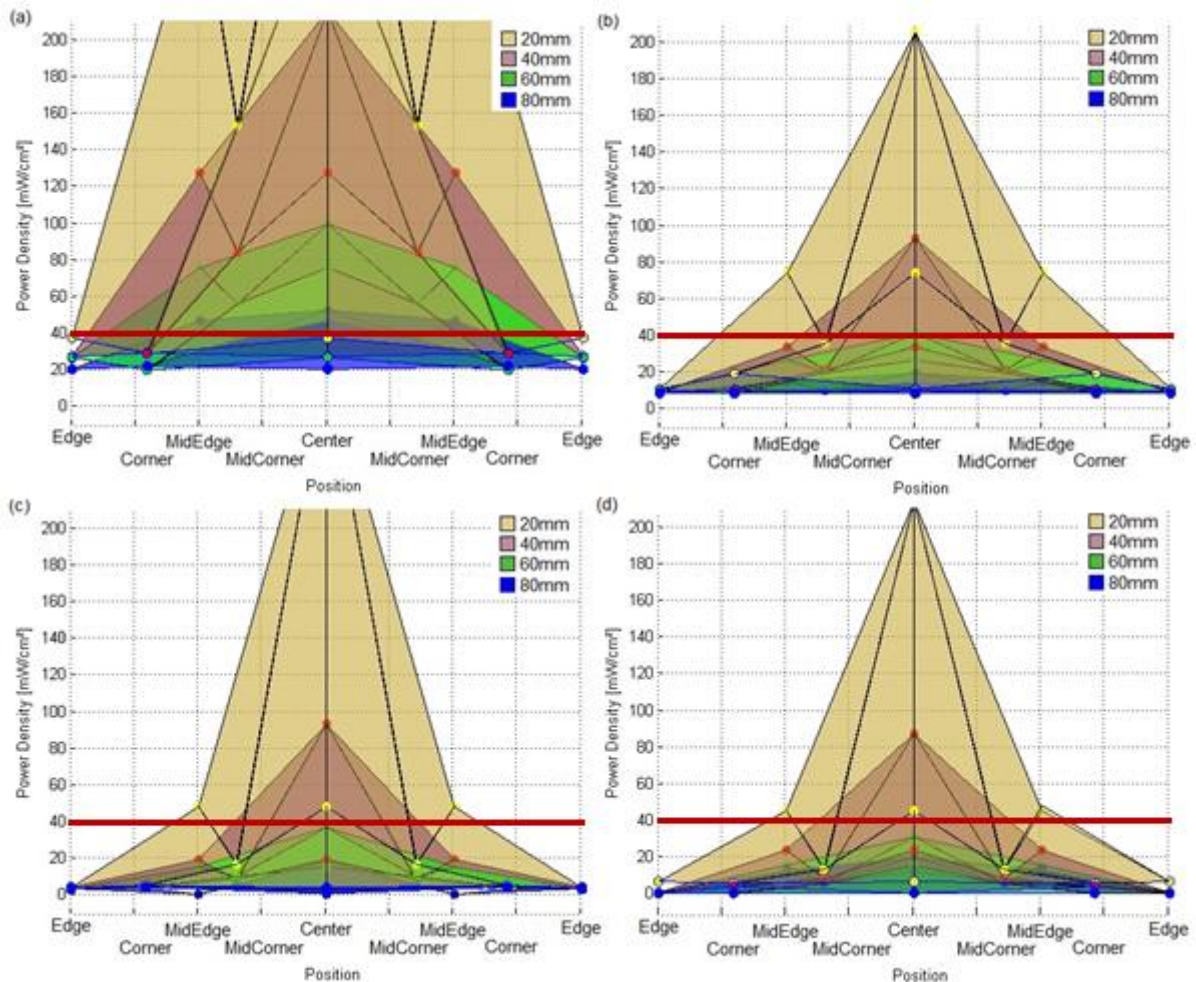 (a)
20mm
40mm
60mm
80mm
Power Density [mW/cm²]
200
180
160
140
120
100
80
60
40
20
0
Edge
Corner
MidEdge
MidCorner
Center
MidCorner
MidEdge
Corner
Edge
Position
(b)
20mm
40mm
60mm
80mm
Power Density [mW/cm²]
200
180
160
140
120
100
80
60
40
20
0
Edge
Corner
MidEdge
MidCorner
Center
MidCorner
MidEdge
Corner
Edge
Position
(c)
20mm
40mm
60mm
80mm
Power Density [mW/cm²]
200
180
160
140
120
100
80
60
40
20
0
Edge
Corner
MidEdge
MidCorner
Center
MidCorner
MidEdge
Corner
Edge
Position
(d)
20mm
40mm
60mm
80mm
Power Density [mW/cm²]
200
180
160
140
120
100
80
60
40
20
0
Edge
Corner
MidEdge
MidCorner
Center
MidCorner
MidEdge
Corner
Edge
Position